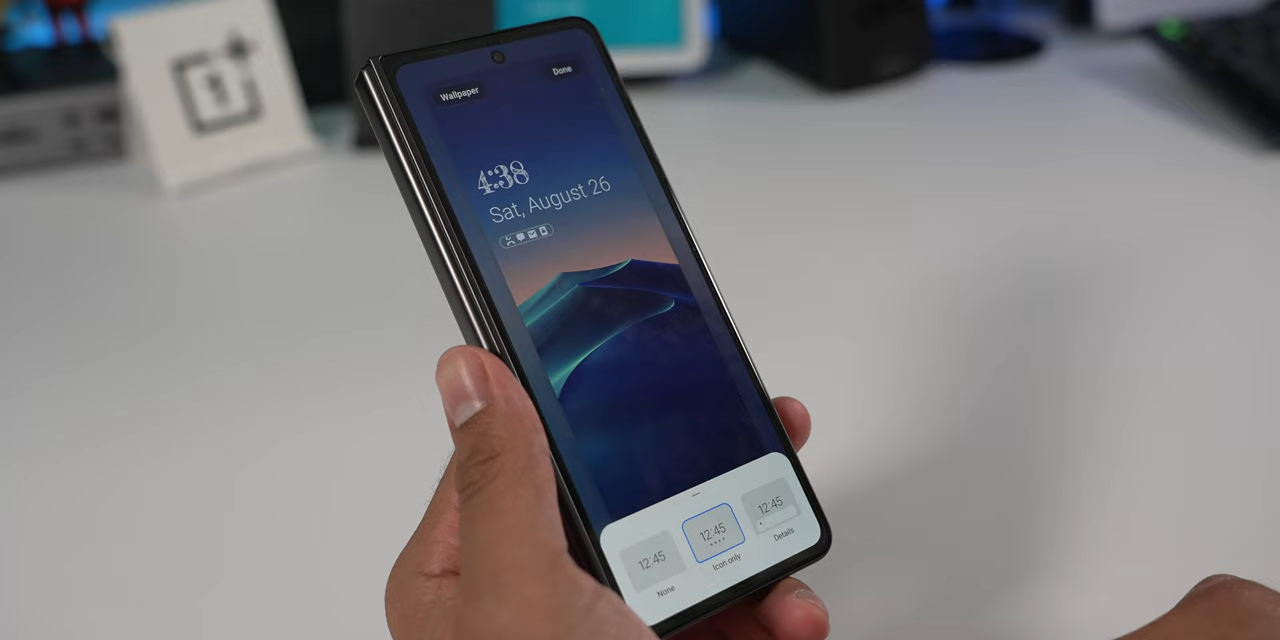 Wallpaper
Done
4:38
Sat, August 26
12:45
None
12:45
Icon only
12:45
Details